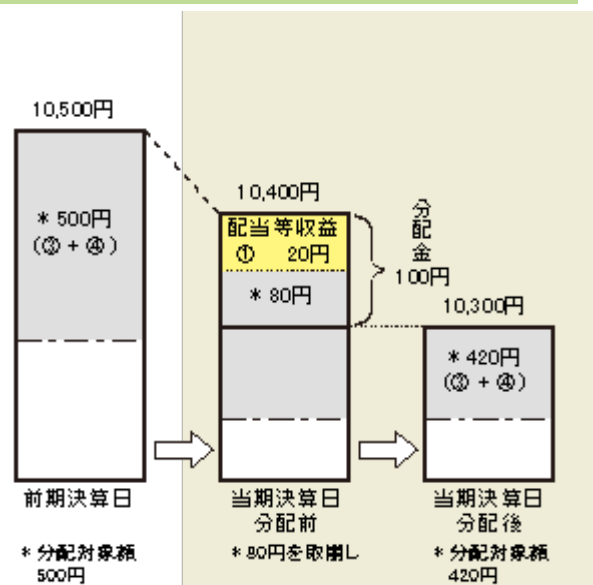 10,500円
* 500円
(③ + ④)
前期決算日
* 分配対象額
500円
10,400円
配当等収益
① 20円
* 80円
分配金
100円
当期決算日
分配前
* 80円を取崩し
10,300円
* 420円
(③ + ④)
当期決算日
分配後
* 分配対象額
420円